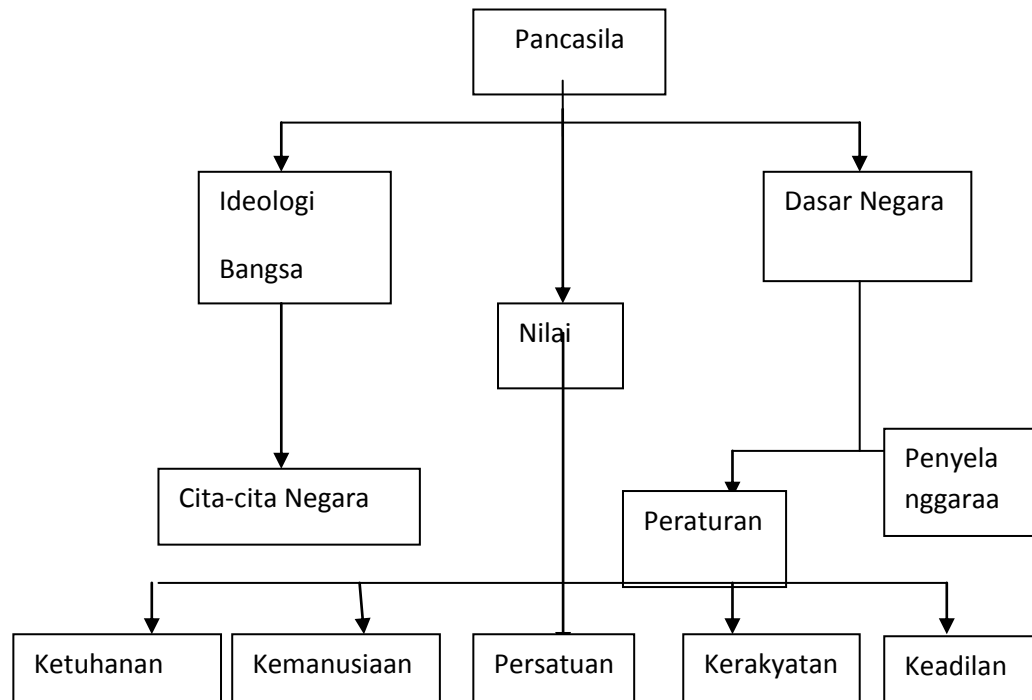 Pancasila
Ideologi
Bangsa
Dasar Negara
Nilai
Cita-cita Negara
Peraturan
Penyela
nggaraa
Ketuhanan
Kemanusiaan
Persatuan
Kerakyatan
Keadilan